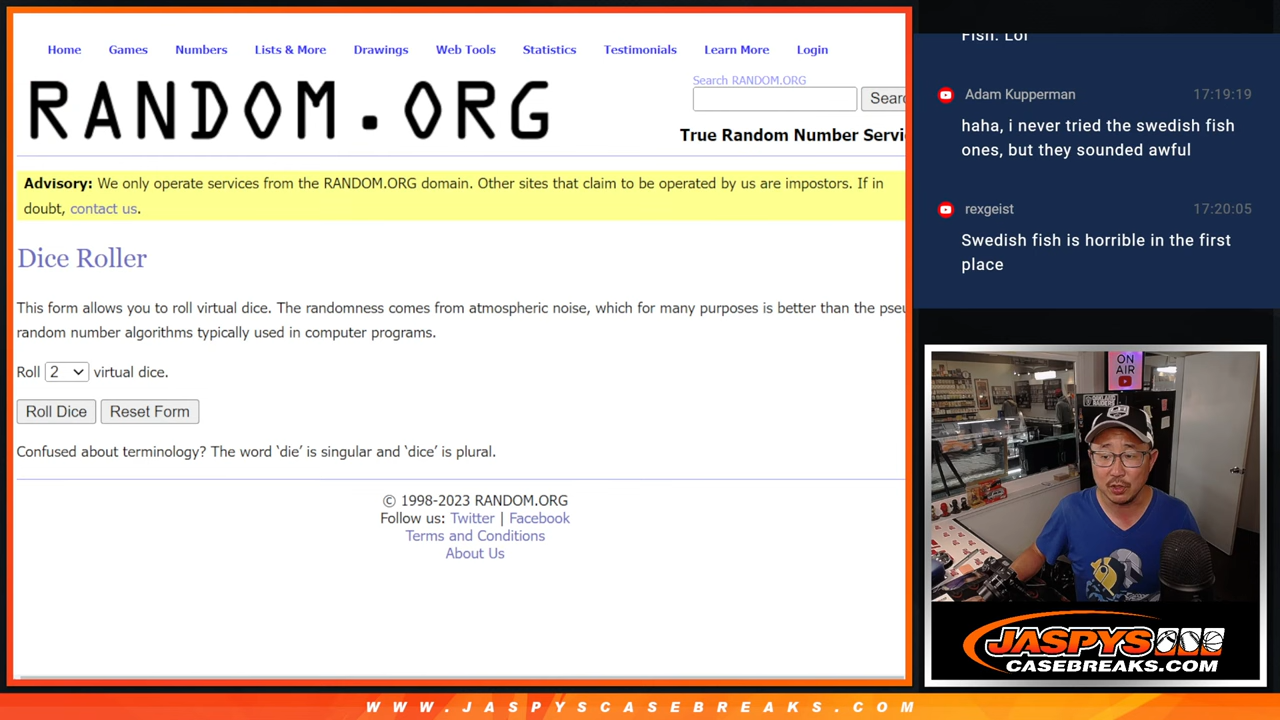 Home Games Numbers Lists & More Drawings Web Tools Statistics Testimonials Learn More Login
RANDOM.ORG
Search RANDOM.ORG
Sear
True Random Number Servi
Advisory: We only operate services from the RANDOM.ORG domain. Other sites that claim to be operated by us are impostors. If in
doubt, contact us.
Dice Roller
This form allows you to roll virtual dice. The randomness comes from atmospheric noise, which for many purposes is better than the pseu
random number algorithms typically used in computer programs.
Roll 2 virtual dice.
Roll Dice Reset Form
Confused about terminology? The word ‘die’ is singular and ‘dice’ is plural.
© 1998-2023 RANDOM.ORG
Follow us: Twitter | Facebook
Terms and Conditions
About Us
Fish. Lol
Adam Kupperman 17:19:19
haha, i never tried the swedish fish
ones, but they sounded awful
rexgeist 17:20:05
Swedish fish is horrible in the first
place
ON
AIR
JASPYS
CASEBREAKS.COM
WWW.JASPYSCASEBREAKS.COM